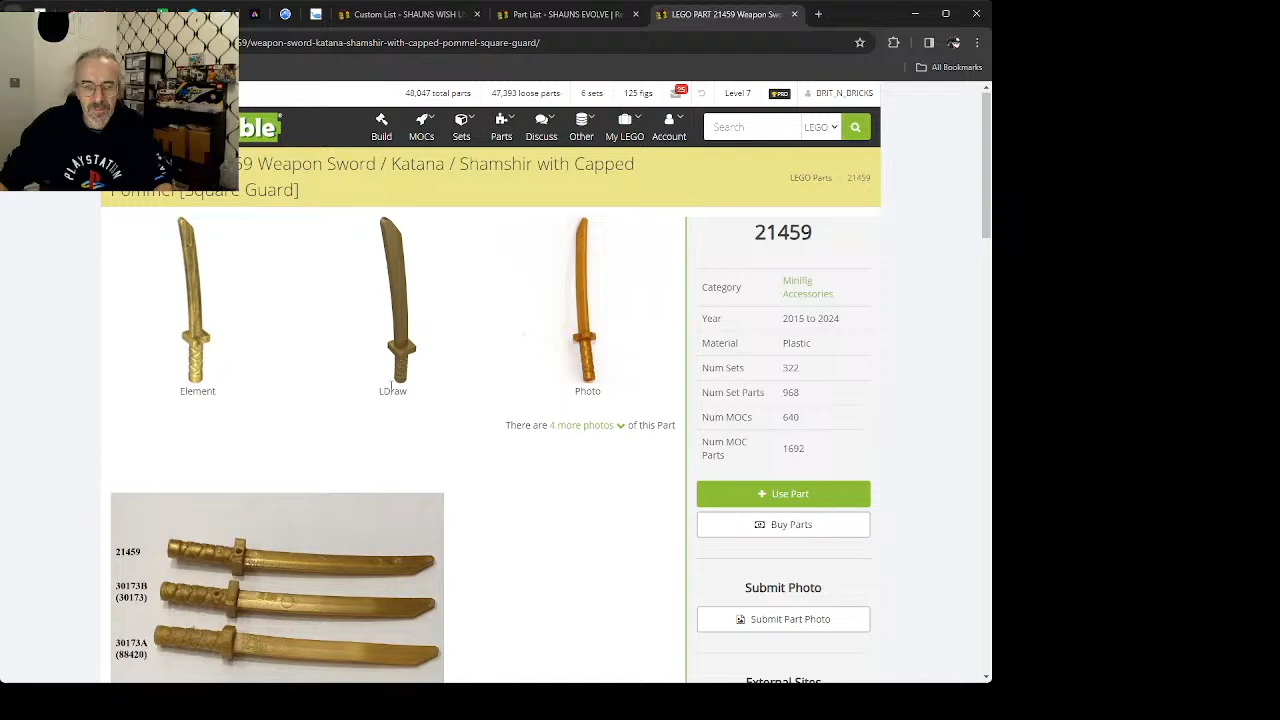 Custom List - SHAUNS WISH L
Part List - SHAUNS EVOLVE | Re
LEGO PART 21459 Weapon Swo
59/weapon-sword-katana-shamshir-with-capped-pommel-square-guard/
All Bookmarks
48,047 total parts
47,393 loose parts
6 sets
125 figs
Level 7
PRO
BRIT_N_BRICKS
ble
Build
MOCs
Sets
Parts
Discuss
Other
My LEGO
Account
Search
LEGO
59 Weapon Sword / Katana / Shamshir with Capped
Pommel [Square Guard]
LEGO Parts
21459
PLAYSTATION
Element
LDraw
Photo
There are 4 more photos of this Part
21459
30173B
(30173)
30173A
(88420)
21459
Category
Minifig
Accessories
Year
2015 to 2024
Material
Plastic
Num Sets
322
Num Set Parts
968
Num MOCs
640
Num MOC
Parts
1692
Use Part
Buy Parts
Submit Photo
Submit Part Photo
External Sites